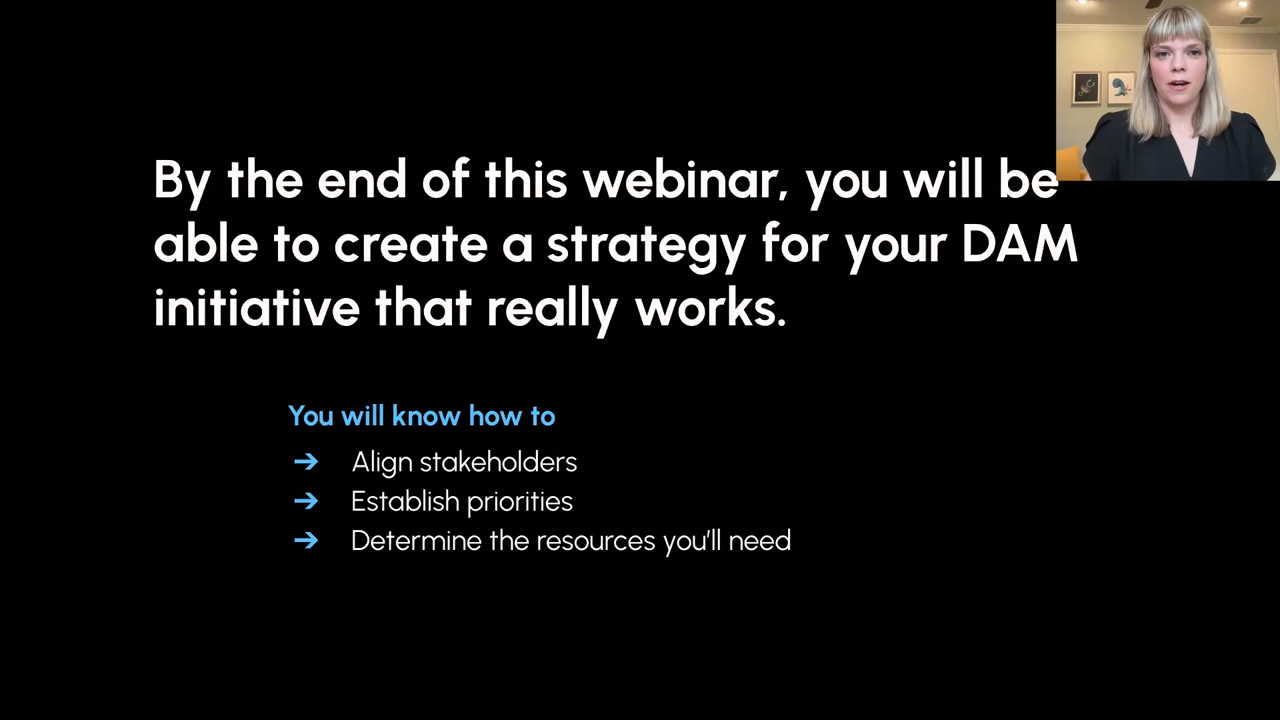 By the end of this webinar, you will be
able to create a strategy for your DAM
initiative that really works.
You will know how to
➔ Align stakeholders
➔ Establish priorities
➔ Determine the resources you'll need